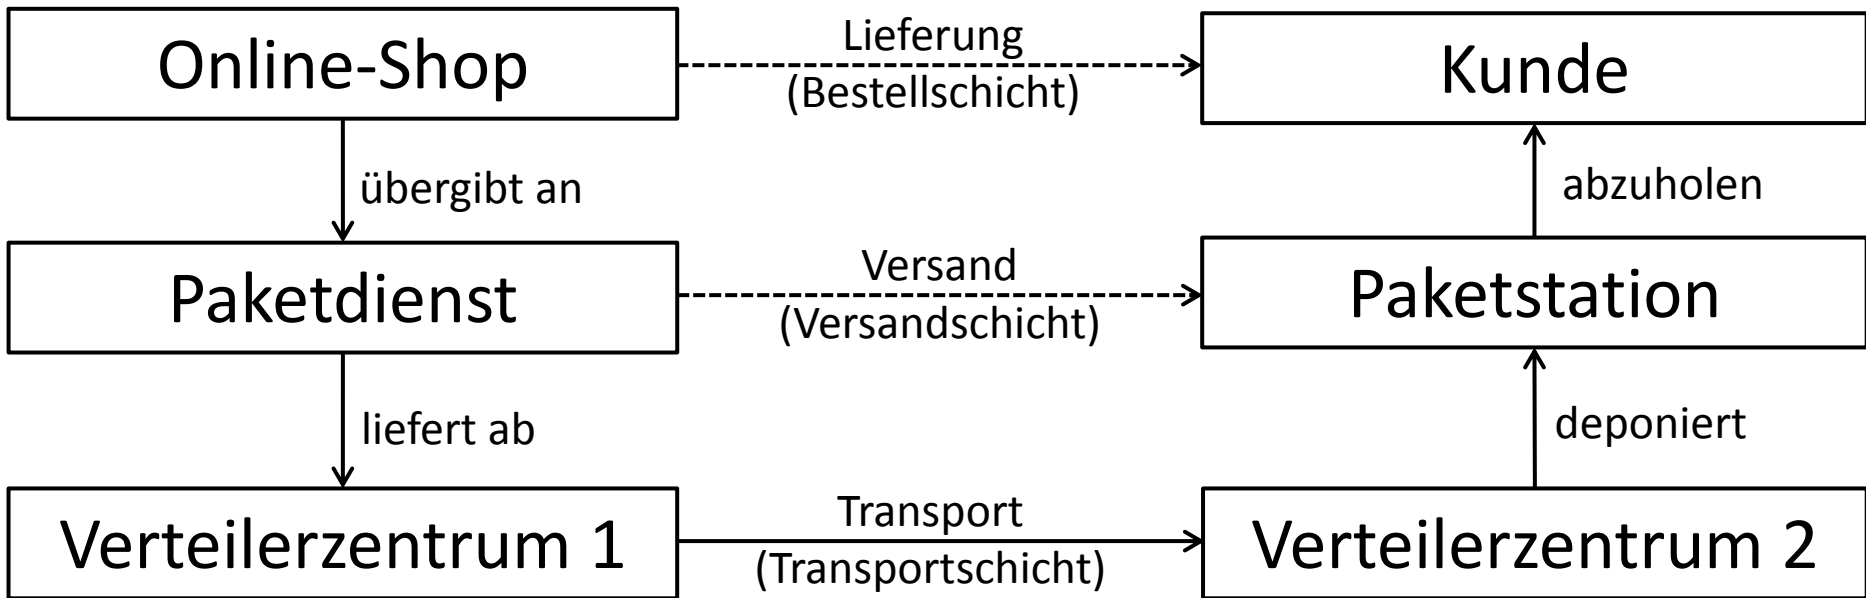 Online-Shop
Lieferung
(Bestellschicht)
Kunde
übergibt an
abzuholen
Paketdienst
Versand
(Versandschicht)
Paketstation
liefert ab
deponiert
Verteilerzentrum 1
Transport
(Transportschicht)
Verteilerzentrum 2